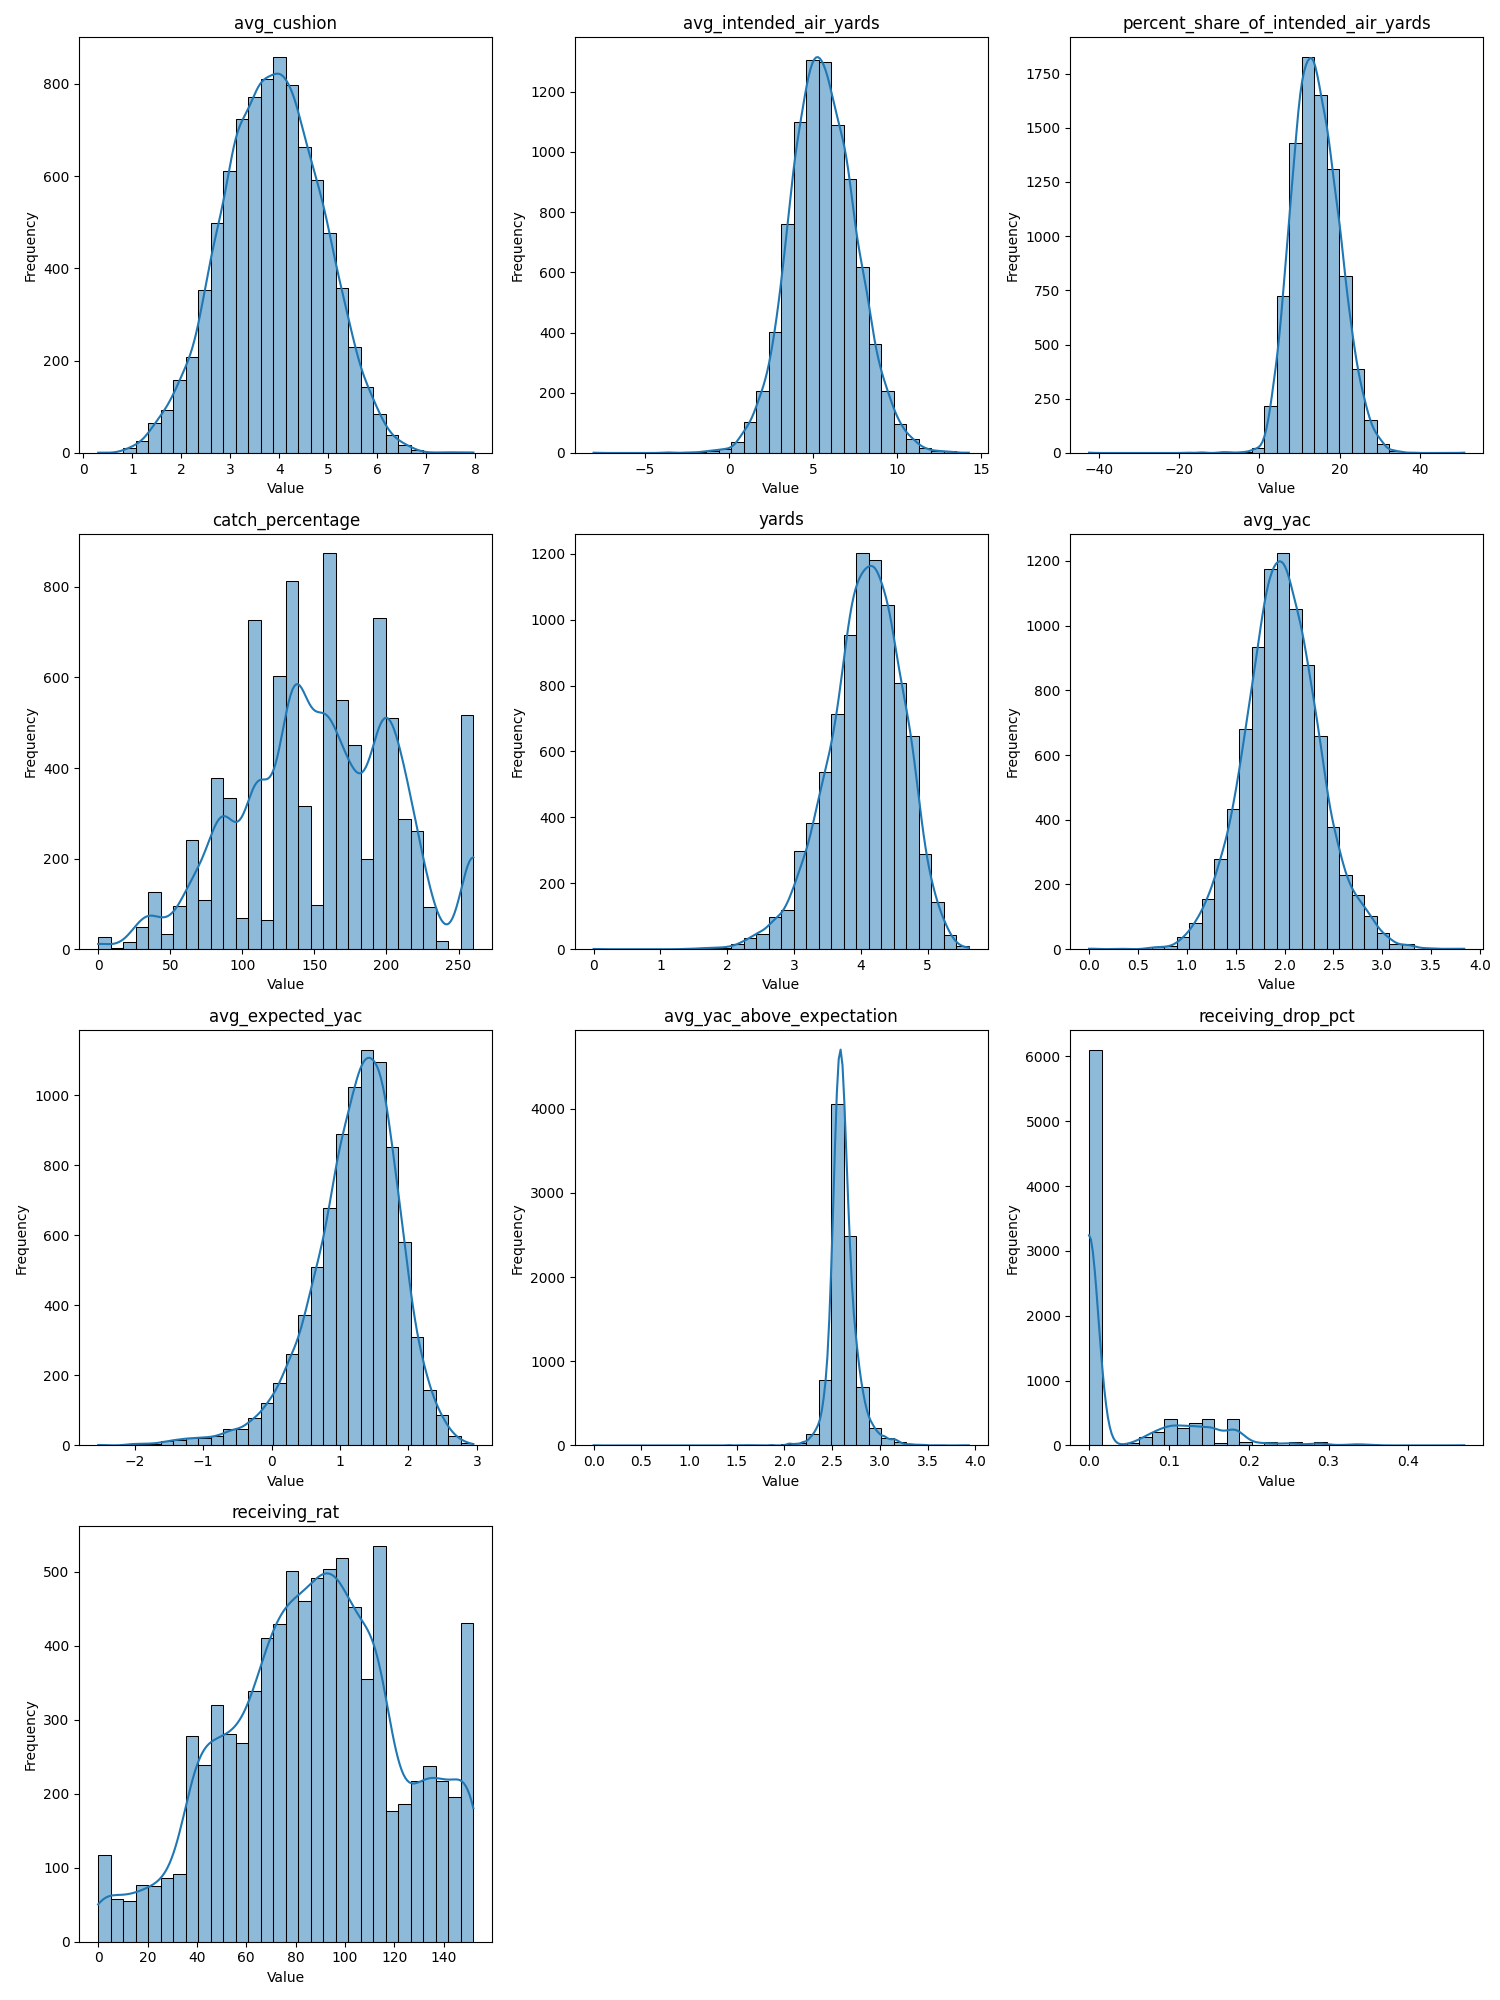 avg_cushion
Frequency
800
600
400
200
0
0 1 2 3 4 5 6 7 8
Value
avg_intended_air_yards
Frequency
1200
1000
800
600
400
200
0
−5 0 5 10 15
Value
percent_share_of_intended_air_yards
Frequency
1750
1500
1250
1000
750
500
250
0
−40 −20 0 20 40
Value
catch_percentage
Frequency
800
600
400
200
0
0 50 100 150 200 250
Value
yards
Frequency
1200
1000
800
600
400
200
0
0 1 2 3 4 5
Value
avg_yac
Frequency
1200
1000
800
600
400
200
0
0.0 0.5 1.0 1.5 2.0 2.5 3.0 3.5 4.0
Value
avg_expected_yac
Frequency
1000
800
600
400
200
0
−2 −1 0 1 2 3
Value
avg_yac_above_expectation
Frequency
4000
3000
2000
1000
0
0.0 0.5 1.0 1.5 2.0 2.5 3.0 3.5 4.0
Value
receiving_drop_pct
Frequency
6000
5000
4000
3000
2000
1000
0
0.0 0.1 0.2 0.3 0.4
Value
receiving_rat
Frequency
500
400
300
200
100
0
0 20 40 60 80 100 120 140
Value